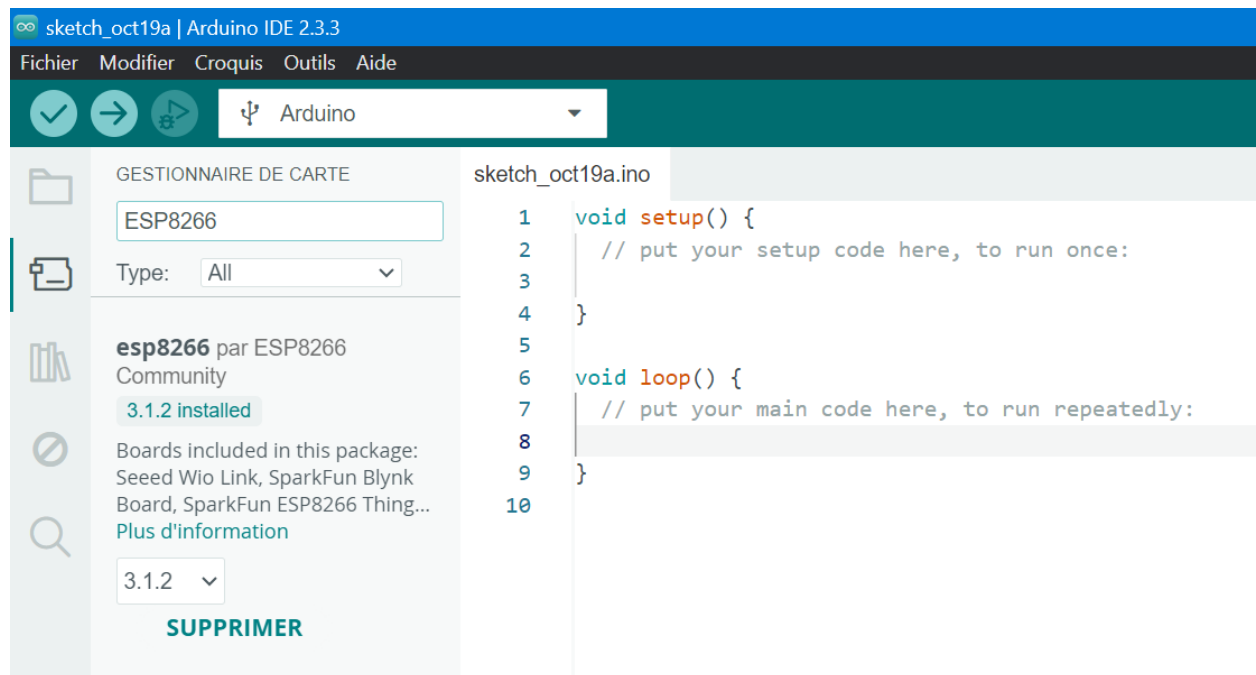 sketch_oct19a | Arduino IDE 2.3.3
Fichier Modifier Croquis Outils Aide
Arduino
GESTIONNAIRE DE CARTE
ESP8266
Type: All
esp8266 par ESP8266
Community
3.1.2 installed
Boards included in this package:
Seeed Wio Link, SparkFun Blynk
Board, SparkFun ESP8266 Thing...
Plus d'information
3.1.2
SUPPRIMER
sketch_oct19a.ino
1 void setup() {
2 // put your setup code here, to run once:
3
4 }
5
6 void loop() {
7 // put your main code here, to run repeatedly:
8
9 }
10